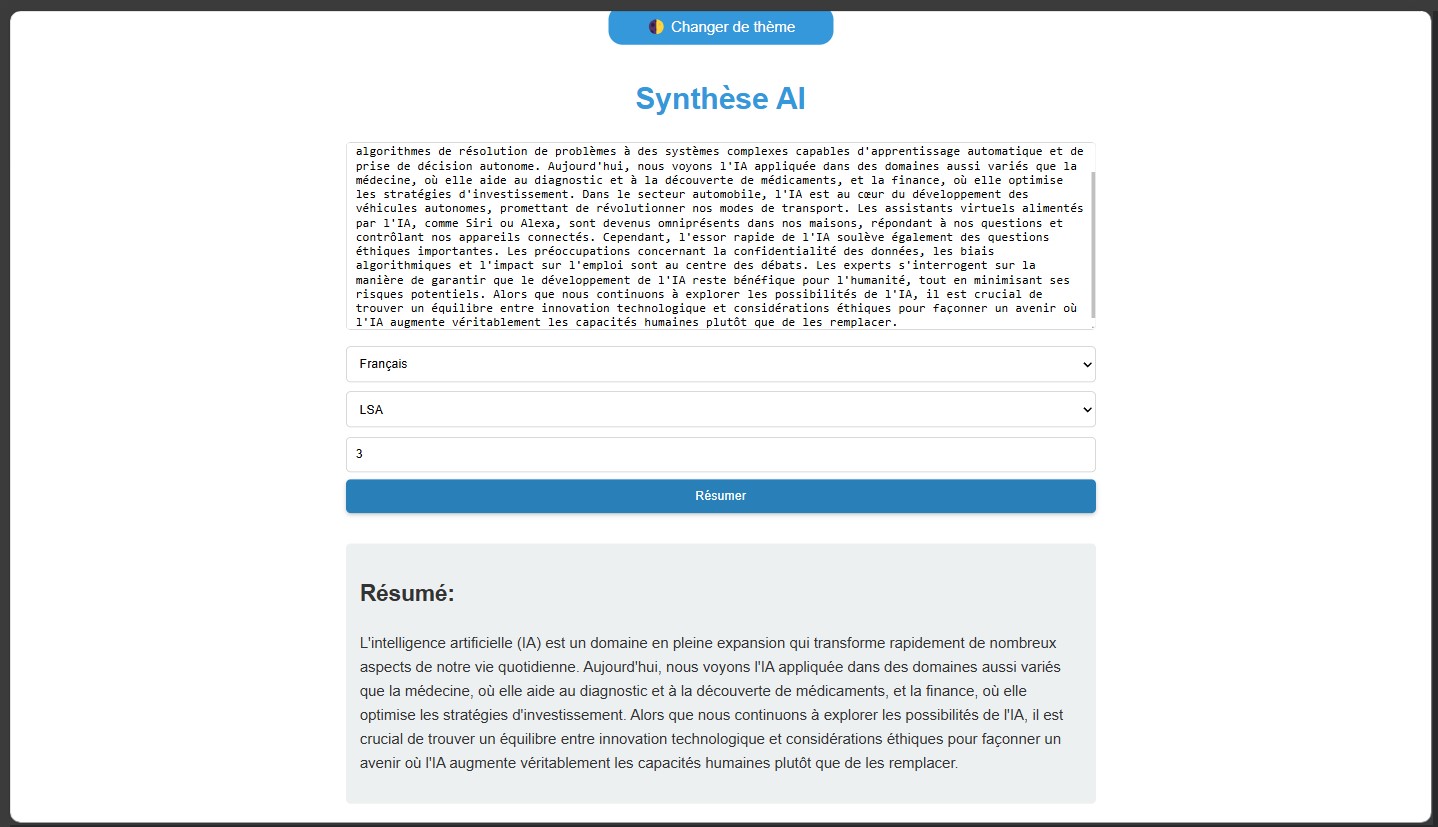 Changer de thème
Synthèse AI
algorithmes de résolution de problèmes à des systèmes complexes capables d'apprentissage automatique et de
prise de décision autonome. Aujourd'hui, nous voyons l'IA appliquée dans des domaines aussi variés que la
médecine, où elle aide au diagnostic et à la découverte de médicaments, et la finance, où elle optimise
les stratégies d'investissement. Dans le secteur automobile, l'IA est au cœur du développement des
véhicules autonomes, promettant de révolutionner nos modes de transport. Les assistants virtuels alimentés
par l'IA, comme Siri ou Alexa, sont devenus omniprésents dans nos maisons, répondant à nos questions et
contrôlant nos appareils connectés. Cependant, l'essor rapide de l'IA soulève également des questions
éthiques importantes. Les préoccupations concernant la confidentialité des données, les biais
algorithmiques et l'impact sur l'emploi sont au centre des débats. Les experts s'interrogent sur la
manière de garantir que le développement de l'IA reste bénéfique pour l'humanité, tout en minimisant ses
risques potentiels. Alors que nous continuons à explorer les possibilités de l'IA, il est crucial de
trouver un équilibre entre innovation technologique et considérations éthiques pour façonner un avenir où
l'IA augmente véritablement les capacités humaines plutôt que de les remplacer.
Français
LSA
3
Résumer
Résumé:
L'intelligence artificielle (IA) est un domaine en pleine expansion qui transforme rapidement de nombreux
aspects de notre vie quotidienne. Aujourd'hui, nous voyons l'IA appliquée dans des domaines aussi variés
que la médecine, où elle aide au diagnostic et à la découverte de médicaments, et la finance, où elle
optimise les stratégies d'investissement. Alors que nous continuons à explorer les possibilités de l'IA, il est
crucial de trouver un équilibre entre innovation technologique et considérations éthiques pour façonner un
avenir où l'IA augmente véritablement les capacités humaines plutôt que de les remplacer.